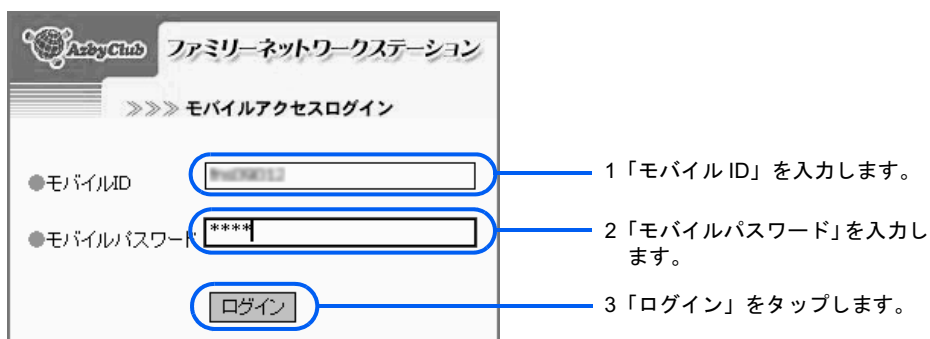 AzbyClub ファミリーネットワークステーション
>>> モバイルアクセスログイン
●モバイルID
1「モバイル ID」を入力します。
●モバイルパスワード ****
2「モバイルパスワード」を入力し
ます。
ログイン
3「ログイン」をタップします。